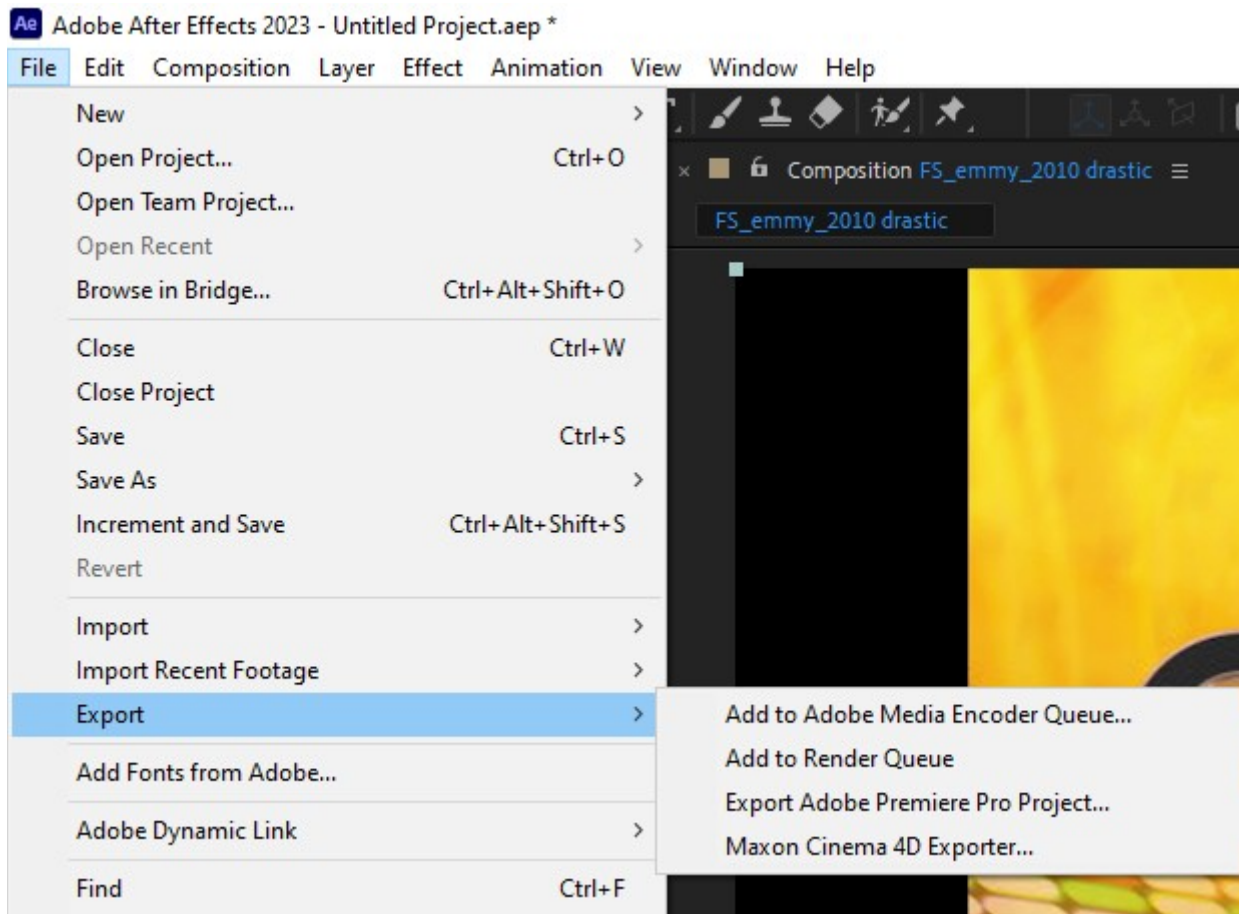 Ae Adobe After Effects 2023 - Untitled Project.aep *
File Edit Composition Layer Effect Animation View Window Help
New
Open Project... Ctrl+O
Open Team Project...
Open Recent
Browse in Bridge... Ctrl+Alt+Shift+O
Close Ctrl+W
Close Project
Save Ctrl+S
Save As
Increment and Save Ctrl+Alt+Shift+S
Revert
Import
Import Recent Footage
Export
Add Fonts from Adobe...
Adobe Dynamic Link
Find Ctrl+F
Composition FS_emmy_2010 drastic
FS_emmy_2010 drastic
Add to Adobe Media Encoder Queue...
Add to Render Queue
Export Adobe Premiere Pro Project...
Maxon Cinema 4D Exporter...